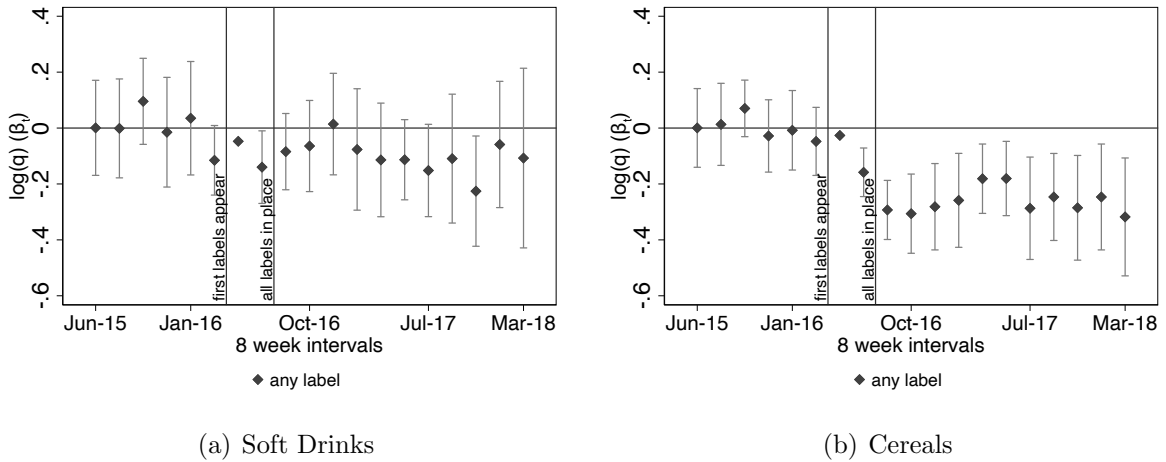 .4
.2
0
-.2
-.4
-.6
log(q) (βt)
first labels appear
all labels in place
Jun-15 Jan-16 Oct-16 Jul-17 Mar-18
8 week intervals
any label
(a) Soft Drinks
.4
.2
0
-.2
-.4
-.6
log(q) (βt)
first labels appear
all labels in place
Jun-15 Jan-16 Oct-16 Jul-17 Mar-18
8 week intervals
any label
(b) Cereals